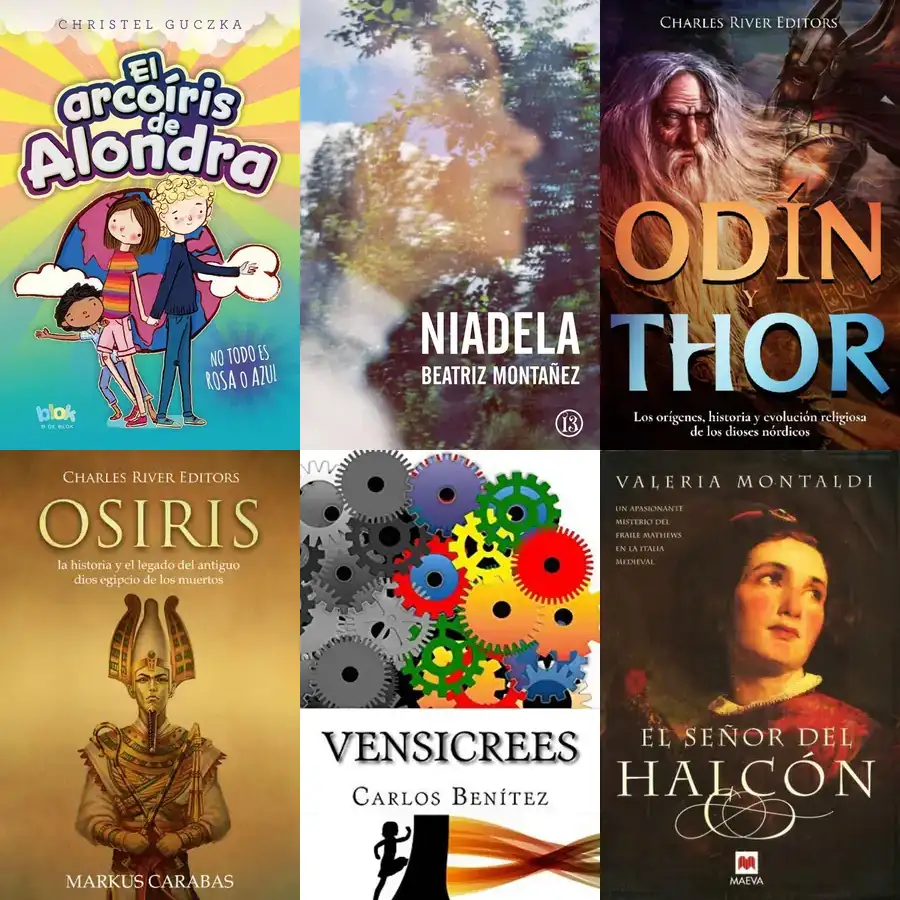 CHRISTEL GUCZKA
El
arcoíris
de
Alondra
NO TODO ES
ROSA O AZUL
blok
B DE BLOK
NIADELA
BEATRIZ MONTAÑEZ
13
CHARLES RIVER EDITORS
ODÍN
Y
THOR
Los orígenes, historia y evolución religiosa
de los dioses nórdicos
CHARLES RIVER EDITORS
OSIRIS
la historia y el legado del antiguo
dios egipcio de los muertos
MARKUS CARABAS
VENSICREES
CARLOS BENÍTEZ
VALERIA MONTALDI
UN APASIONANTE
MISTERIO DEL
FRAILE MATHEWS
EN LA ITALIA
MEDIEVAL
EL SEÑOR DEL
HALCÓN
MAEVA